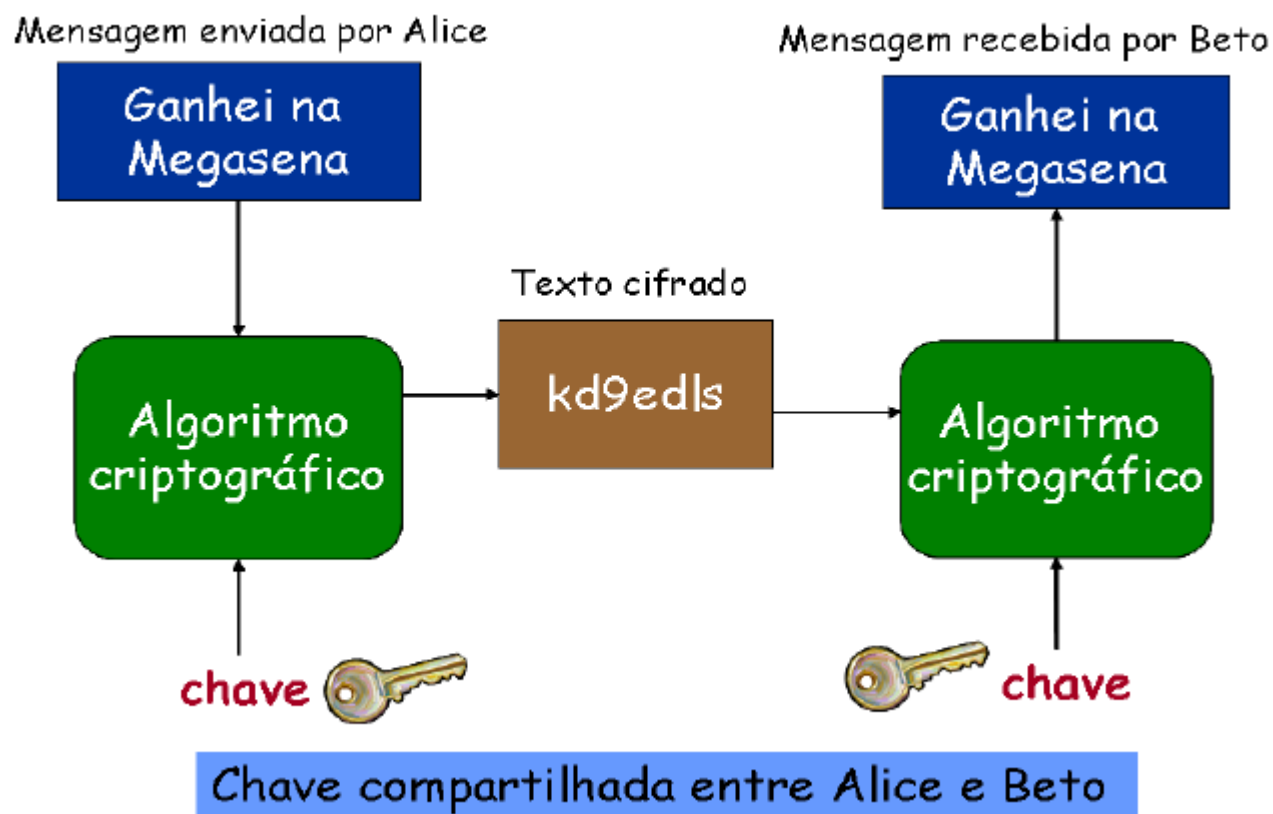 Mensagem enviada por Alice
Ganhei na
Megasena
Mensagem recebida por Beto
Ganhei na
Megasena
Texto cifrado
kd9edls
Algoritmo
criptográfico
Algoritmo
criptográfico
chave
chave
Chave compartilhada entre Alice e Beto